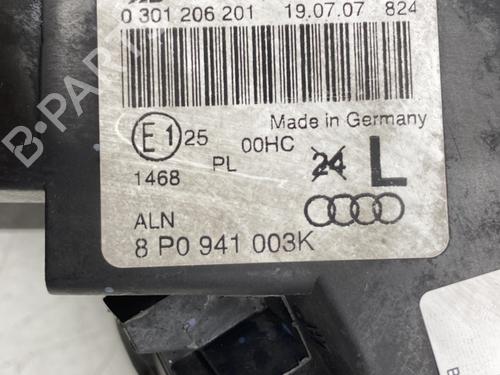 0 301 206 201 19.07.07 824
Made in Germany
E1 25 00HC 24 L
1468 PL
ALN
8 P0 941 003K
B-PARTS